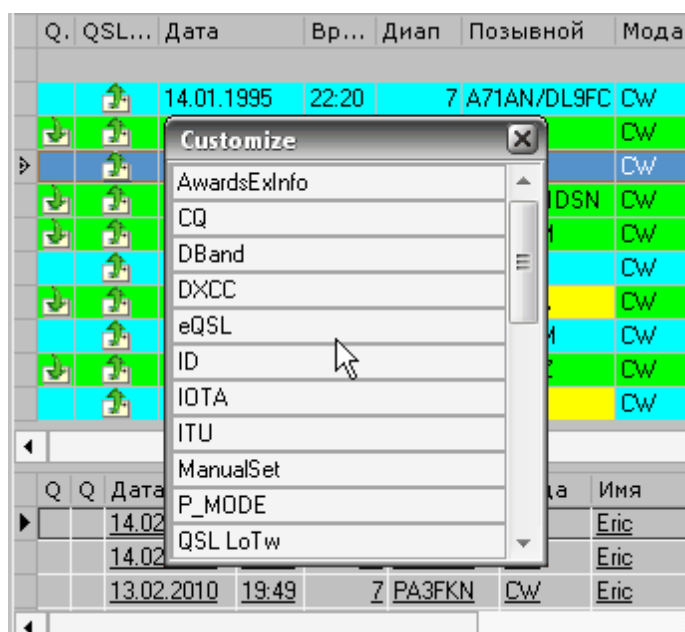 Q. QSL... Дата Вр... Диап Позывной Мода
14.01.1995 22:20 7 A71AN/DL9FC CW
Customize CW
CW
AwardsExInfo
DSN CW
CQ
CW
DBand
CW
DXCC
CW
eQSL
CW
ID
CW
IOTA
CW
ITU
ManualSet
Q Q Дата да Имя
P_MODE
14.02 Eric
QSL LoTw
14.02 Eric
13.02.2010 19:49 7 PA3FKN CW Eric